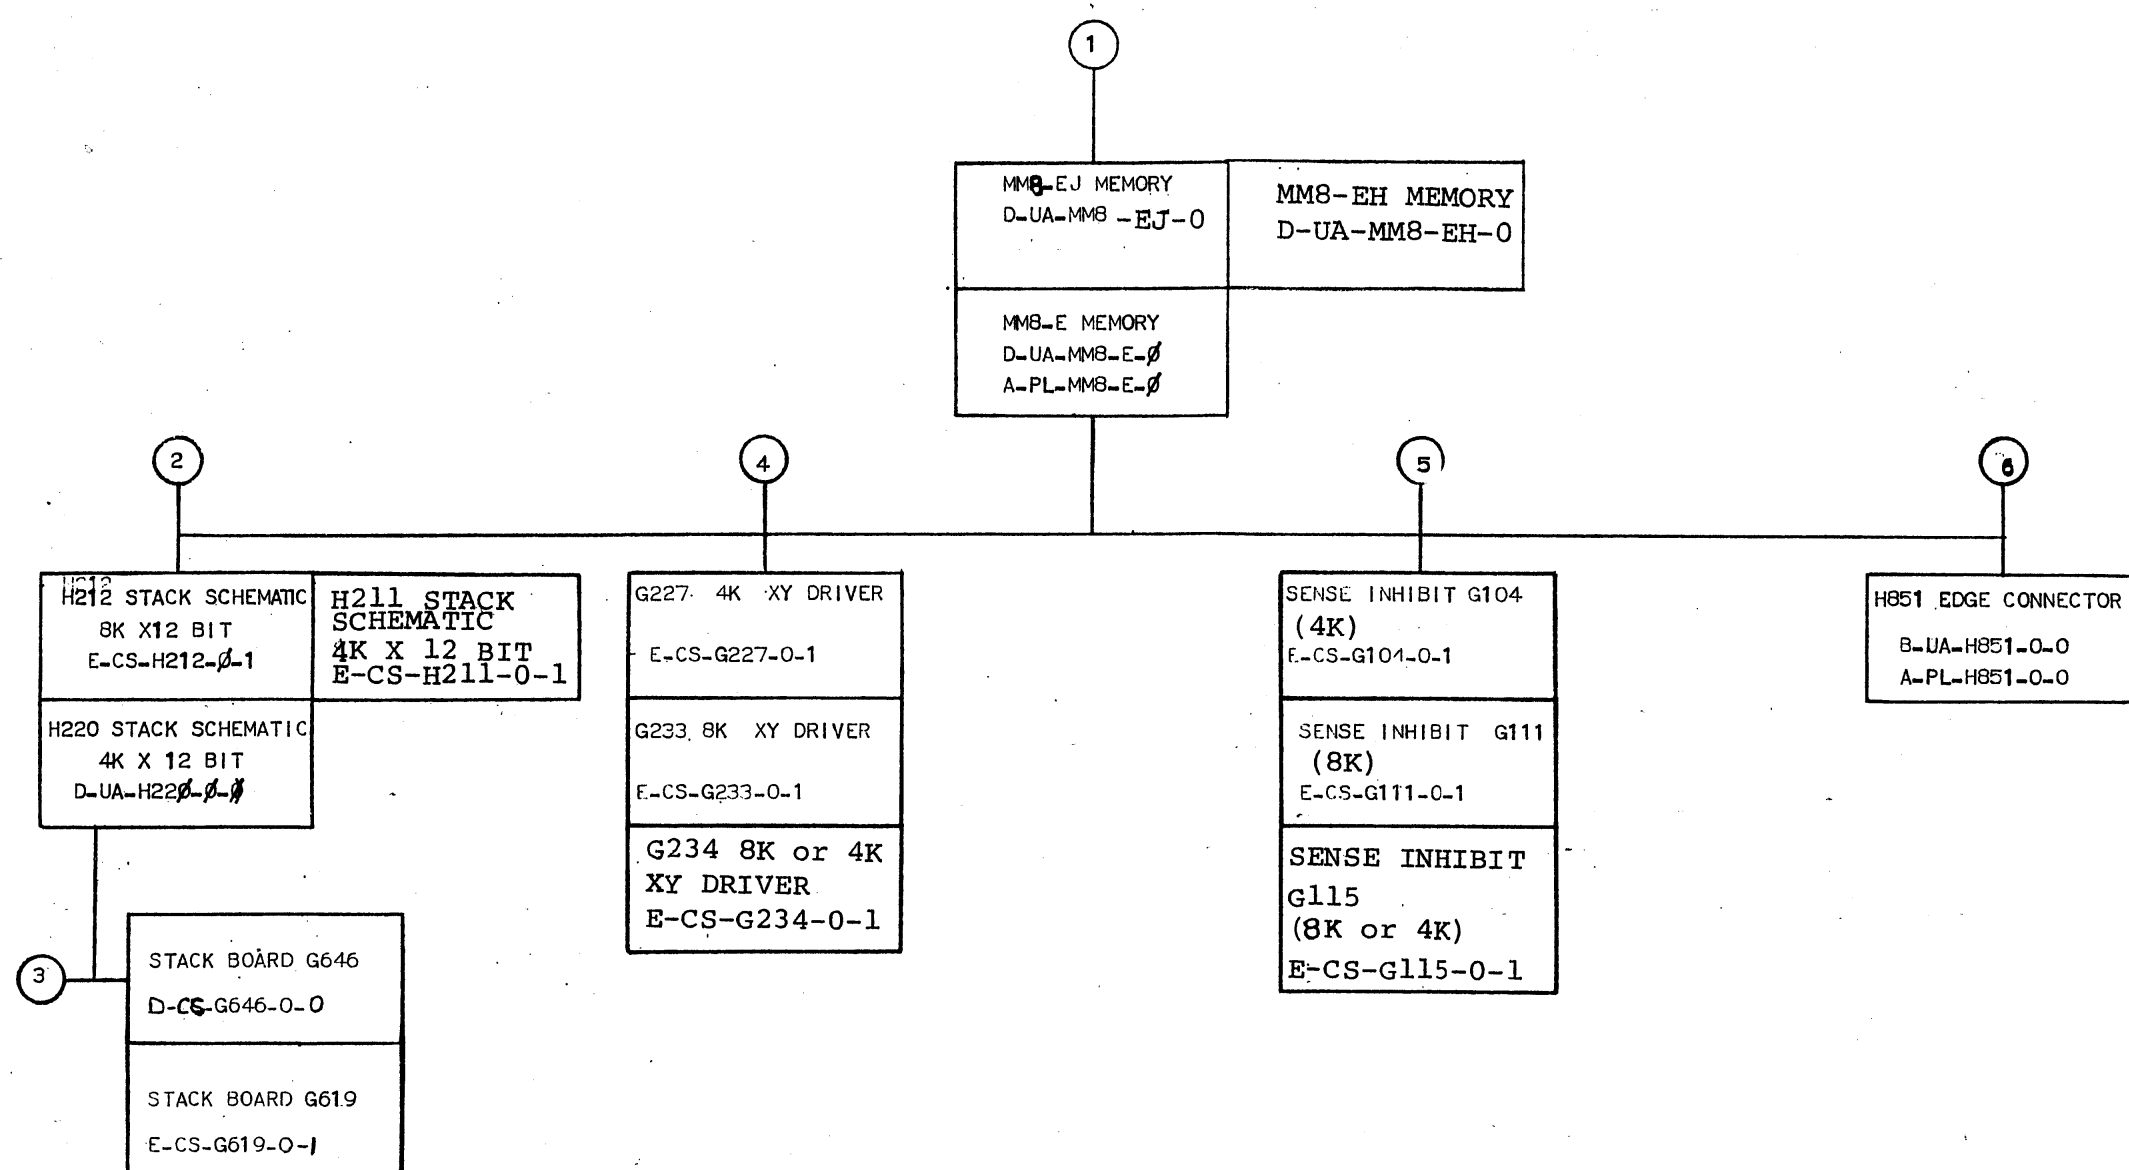 1
MM8-EJ MEMORY
D-UA-MM8-EJ-0
MM8-EH MEMORY
D-UA-MM8-EH-0
MM8-E MEMORY
D-UA-MM8-E-Ø
A-PL-MM8-E-Ø
2
4
5
6
H212
H212 STACK SCHEMATIC
8K X12 BIT
E-CS-H212-Ø-1
H211 STACK
SCHEMATIC
4K X 12 BIT
E-CS-H211-0-1
H220 STACK SCHEMATIC
4K X 12 BIT
D-UA-H22Ø-Ø-Ø
G227 4K XY DRIVER
E-CS-G227-0-1
G233 8K XY DRIVER
E-CS-G233-0-1
G234 8K or 4K
XY DRIVER
E-CS-G234-0-1
SENSE INHIBIT G104
(4K)
E-CS-G104-0-1
SENSE INHIBIT G111
(8K)
E-CS-G111-0-1
SENSE INHIBIT
G115
(8K or 4K)
E-CS-G115-0-1
H851 EDGE CONNECTOR
B-UA-H851-0-0
A-PL-H851-0-0
3
STACK BOARD G646
D-CS-G646-0-0
STACK BOARD G619
E-CS-G619-0-1